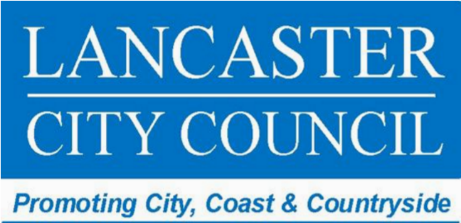 LANCASTER
CITY COUNCIL
Promoting City, Coast & Countryside